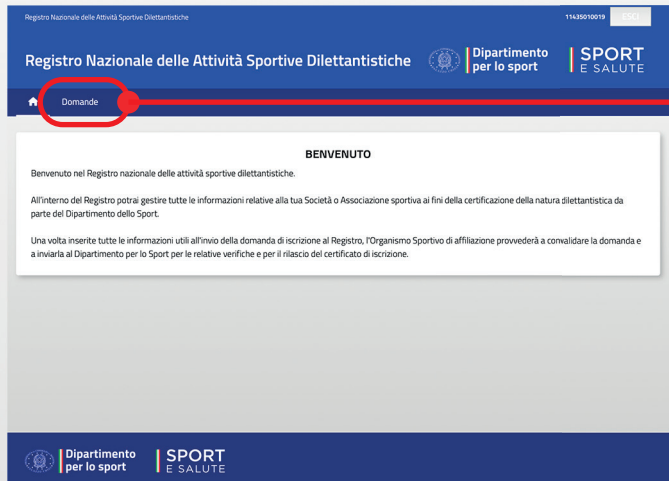 Registro Nazionale delle Attività Sportive Dilettantistiche
11435010019 ESCI
Registro Nazionale delle Attività Sportive Dilettantistiche
Dipartimento
per lo sport
SPORT
E SALUTE
Domande
BENVENUTO
Benvenuto nel Registro nazionale delle attività sportive dilettantistiche.
All'interno del Registro potrai gestire tutte le informazioni relative alla tua Società o Associazione sportiva ai fini della certificazione della natura dilettantistica da
parte del Dipartimento dello Sport.
Una volta inserite tutte le informazioni utili all'invio della domanda di iscrizione al Registro, l'Organismo Sportivo di affiliazione provvederà a convalidare la domanda e
a inviarla al Dipartimento per lo Sport per le relative verifiche e per il rilascio del certificato di iscrizione.
Dipartimento
per lo sport
SPORT
E SALUTE